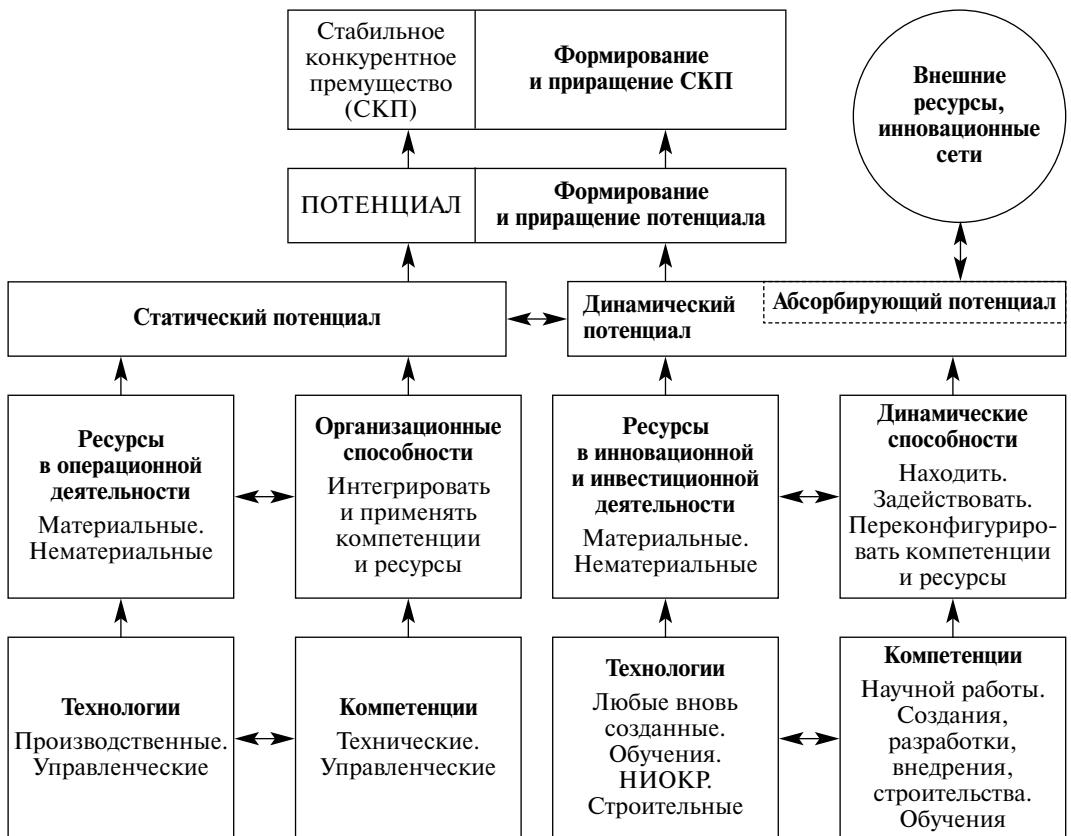 Стабильное
конкурентное
премущество
(СКП)
Формирование
и приращение СКП
Внешние
ресурсы,
инновационные
сети
ПОТЕНЦИАЛ
Формирование
и приращение потенциала
Статический потенциал
Динамический
потенциал
Абсорбирующий потенциал
Ресурсы
в операционной
деятельности
Материальные.
Нематериальные
Организационные
способности
Интегрировать
и применять
компетенции
и ресурсы
Ресурсы
в инновационной
и инвестиционной
деятельности
Материальные.
Нематериальные
Динамические
способности
Находить.
Задействовать.
Переконфигуриро-
вать компетенции
и ресурсы
Технологии
Производственные.
Управленческие
Компетенции
Технические.
Управленческие
Технологии
Любые вновь
созданные.
Обучения.
НИОКР.
Строительные
Компетенции
Научной работы.
Создания,
разработки,
внедрения,
строительства.
Обучения